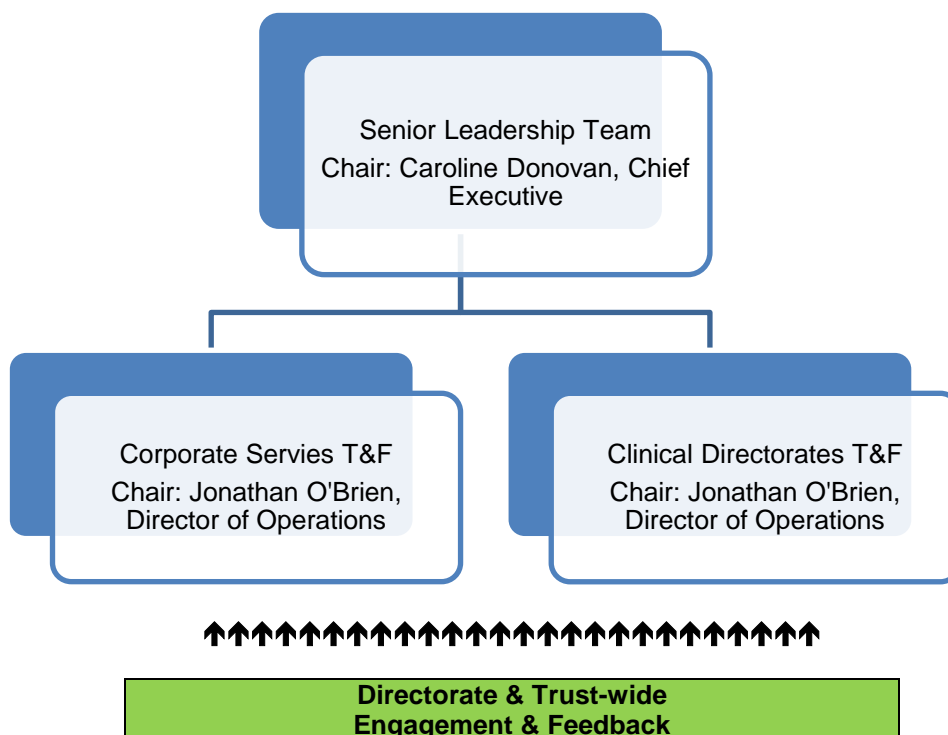 Senior Leadership Team
Chair: Caroline Donovan, Chief
Executive
Corporate Servies T&F
Chair: Jonathan O'Brien,
Director of Operations
Clinical Directorates T&F
Chair: Jonathan O'Brien,
Director of Operations
Directorate & Trust-wide
Engagement & Feedback